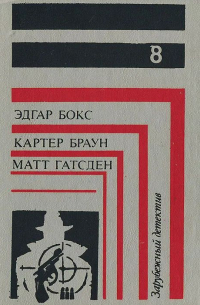 8
ЭДГАР БОКС
КАРТЕР БРАУН
МАТТ ГАТСДЕН
Зарубежный детектив